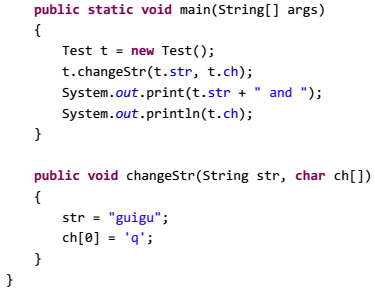 public static void main(String[] args)
{
Test t = new Test();
t.changeStr(t.str, t.ch);
System.out.print(t.str + " and ");
System.out.println(t.ch);
}
public void changeStr(String str, char ch[])
{
str = "guigu";
ch[0] = 'q';
}
}